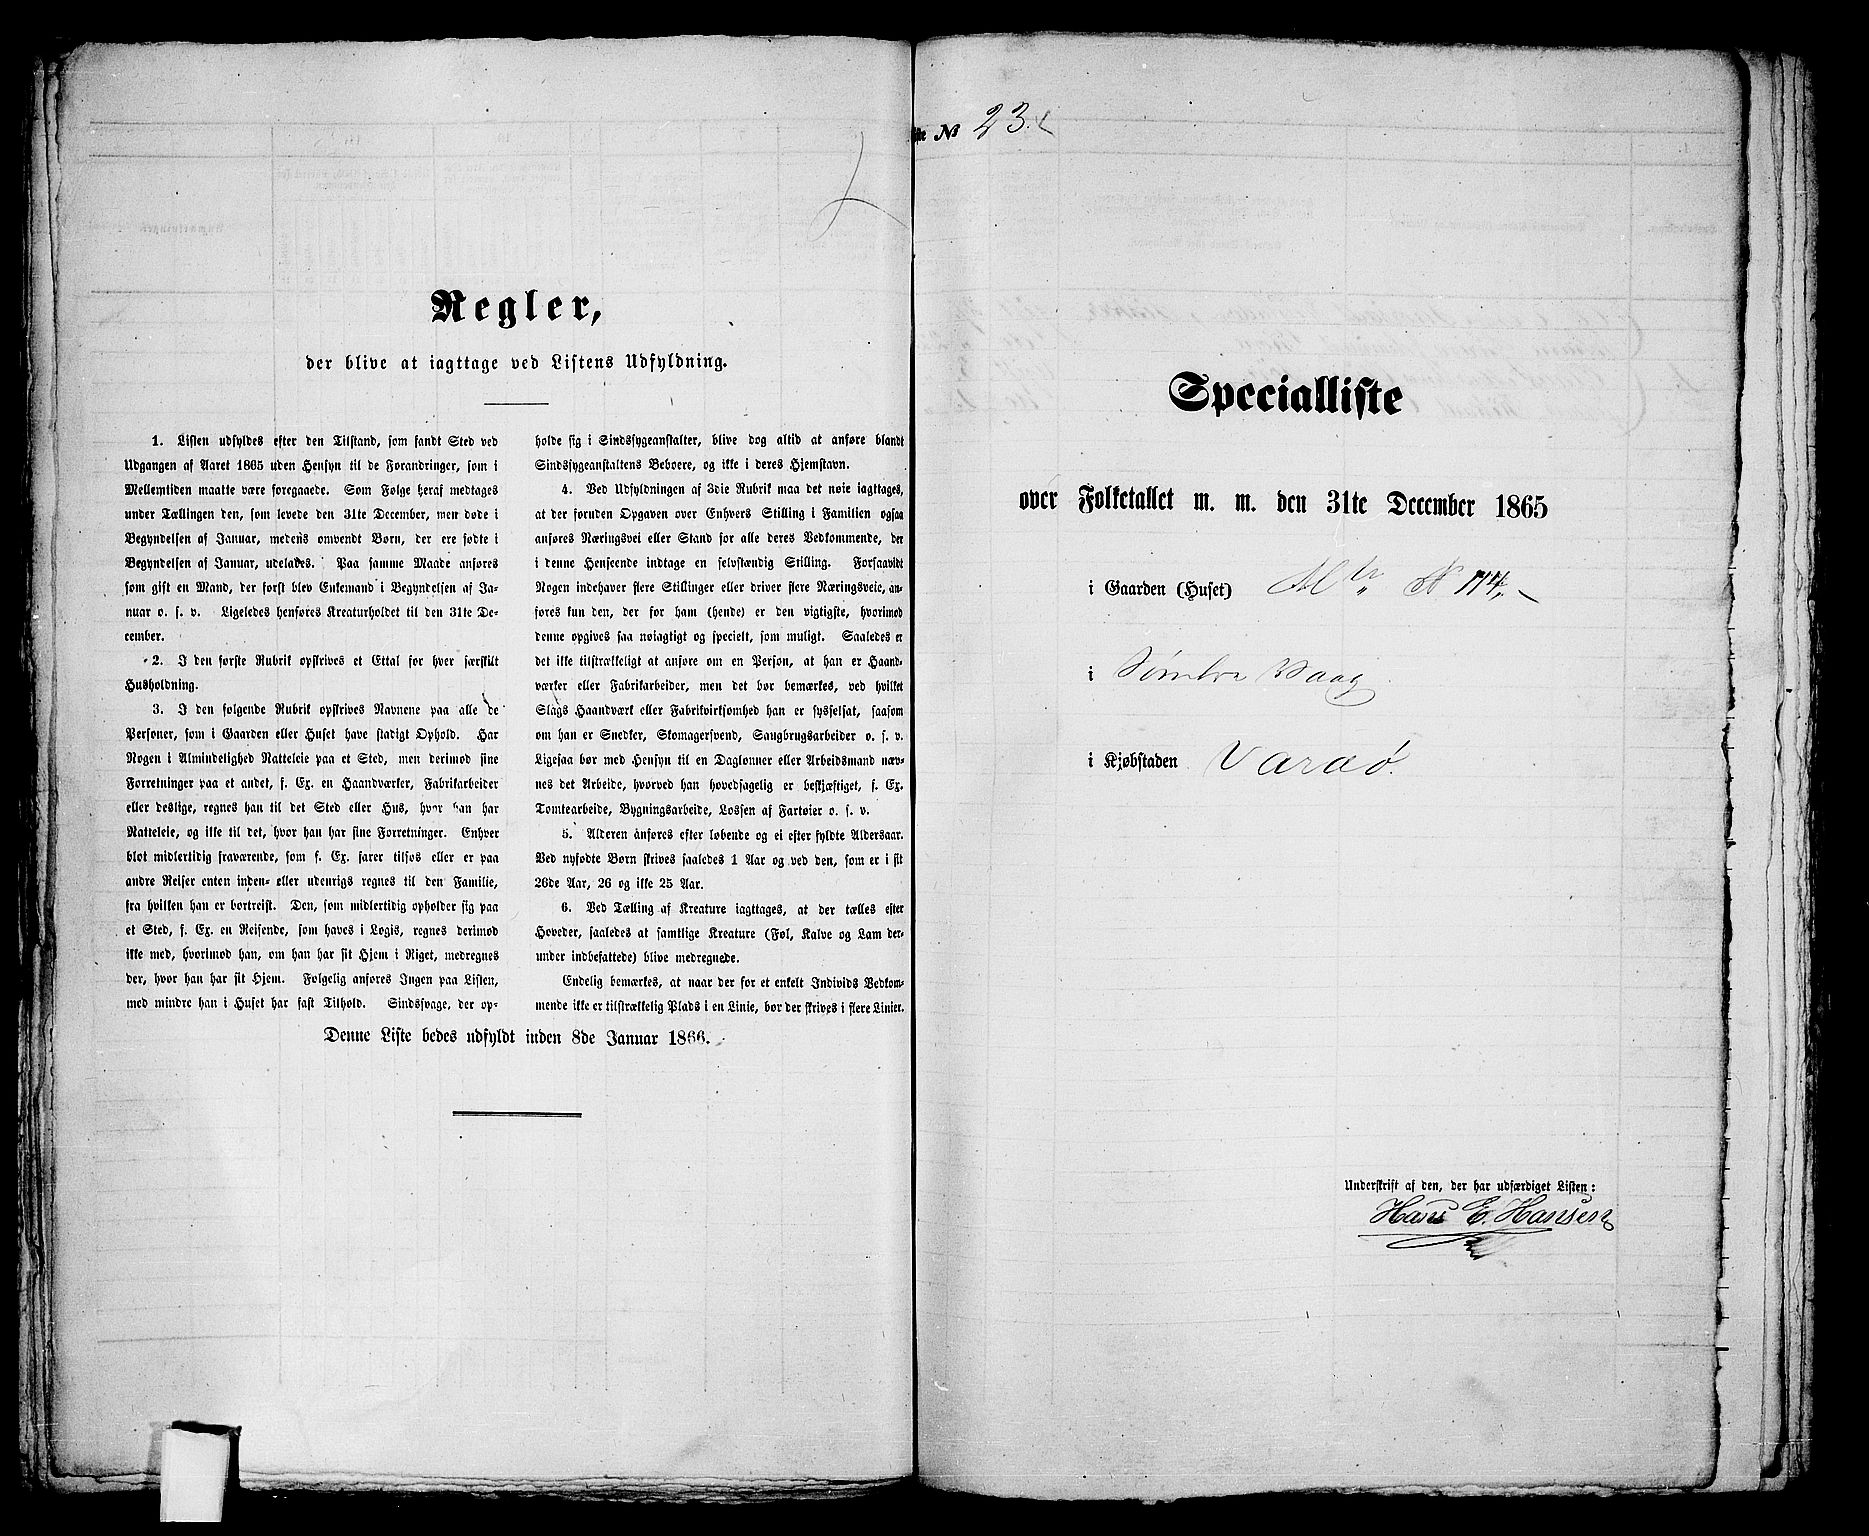 Regler,
der blive at iagttage ved Listens Udfyldning.
1. Listen udfyldes efter den Tilstand, som fandt Sted ved
Udgangen af Aaret 1865 uden Hensyn til de Forandringer, som i
Mellemtiden maatte være foregaaede. Som Følge heraf medtages
under Tællingen den, som levede den 31te December, men døde i
Begyndelsen af Januar, medens omvendt Børn, der ere fødte i
Begyndelsen af Januar, udelades. Paa samme Maade anføres
som gift en Mand, der først blev Enkemand i Begyndelsen af Ja-
nuar o. s. v. Ligeledes henføres Kreaturholdet til den 31te De-
cember.
2. I den første Rubrik opskrives et Ettal for hver særskilt
Husholdning.
3. I den følgende Rubrik opskrives Navnene paa alle de
Personer, som i Gaarden eller Huset have stadigt Ophold. Har
Nogen i Almindelighed Natteleie paa et Sted, men derimod sine
Forretninger paa et andet, f. Ex. en Haandværker, Fabrikarbeider
eller deslige, regnes han til det Sted eller Hus, hvor han har
Natteleie, og ikke til det, hvor han har sine Forretninger. Enhver
blot midlertidig fraværende, som f. Ex. farer tilsøs eller er paa
andre Reiser enten inden- eller udenrigs regnes til den Familie,
fra hvilken han er bortreist. Den, som midlertidig opholder sig paa
et Sted, f. Ex. en Reisende, som haves i Logis, regnes derimod
ikke med, hvorimod han, om han har sit Hjem i Riget, medregnes
der, hvor han har sit Hjem. Følgelig anføres Ingen paa Listen,
med mindre han i Huset har fast Tilhold. Sindssvage, der op-
holde sig i Sindssygeanstalter, blive dog altid at anføre blandt
Sindssygeanstaltens Beboere, og ikke i deres Hjemstavn.
4. Ved Udfyldningen af 3die Rubrik maa det nøie iagttages,
at der foruden Opgaven over Enhvers Stilling i Familien ogsaa
anføres Næringsvei eller Stand for alle deres Vedkommende, der
i denne Henseende indtage en selvstændig Stilling. Forsaavidt
Nogen indehaver flere Stillinger eller driver flere Næringsveie, an-
føres kun den, der for ham (hende) er den vigtigste, hvorimod
denne opgives saa nøiagtigt og specielt, som muligt. Saaledes er
det ikke tilstrækkeligt at anføre om en Person, at han er Haand-
værker eller Fabrikarbeider, men det bør bemærkes, ved hvilket
Slags Haandværk eller Fabrikvirksomhed han er sysselsat, saasom
om han er Snedker, Skomagersvend, Saugbrugsarbeider o. s. v.
Ligesaa bør med Hensyn til en Daglønner eller Arbeidsmand næv-
nes det Arbeide, hvorved han hovedsagelig er beskjæftiget, f. Ex.
Tomtearbeide, Bygningsarbeide, Lossen af Fartøier o. s. v.
5. Alderen anføres efter løbende og ei efter fyldte Aldersaar.
Ved nyfødte Børn skrives saaledes 1 Aar og ved den, som er i sit
26de Aar, 26 og ikke 25 Aar.
6. Ved Tælling af Kreature iagttages, at der tælles efter
Hoveder, saaledes at samtlige Kreature (Føl, Kalve og Lam der-
under indbefattede) blive medregnede.
Endelig bemærkes, at naar der for et enkelt Individs Vedkom-
mende ikke er tilstrækkelig Plads i en Linie, bør der skrives i flere Linier.
Denne Liste bedes udfyldt inden 8de Januar 1866.
№ 23.
Specialliste
over Folketallet m. m. den 31te December 1865
i Gaarden (Huset) Mtr № 114.
i Søndre Vaag
i Kjøbstaden Vardø.
Underskrift af den, der har udfærdiget Listen:
Hans E. Hansen